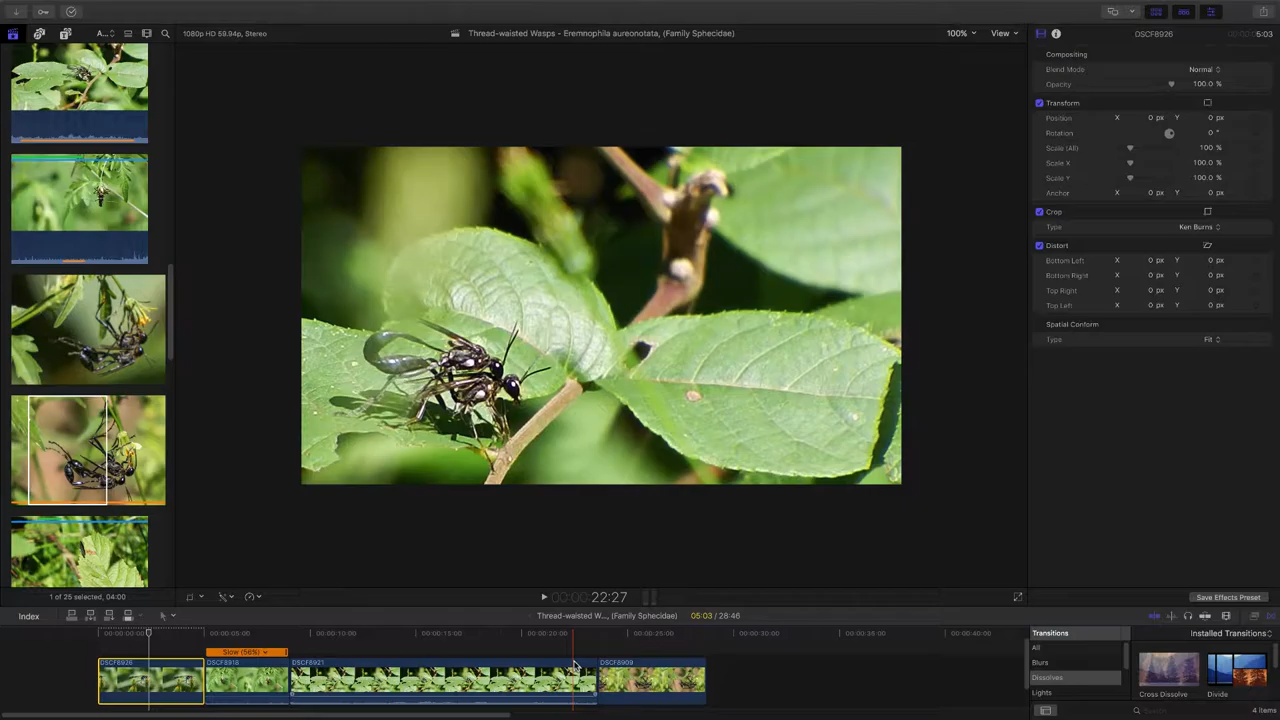 A...
1080p HD 59.94p, Stereo
Thread-waisted Wasps - Eremnophila aureonotata, (Family Sphecidae)
100%
View
DSCF8926
5:03
Compositing
Blend Mode
Normal
Opacity
100.0 %
Transform
Position
X
0 px
Y
0 px
Rotation
0 °
Scale (All)
100 %
Scale X
100.0 %
Scale Y
100.0 %
Anchor
X
0 px
Y
0 px
Crop
Type
Ken Burns
Distort
Bottom Left
X
0 px
Y
0 px
Bottom Right
X
0 px
Y
0 px
Top Right
X
0 px
Y
0 px
Top Left
X
0 px
Y
0 px
Spatial Conform
Type
Fit
1 of 25 selected, 04:00
00:00:22:27
Save Effects Preset
Index
Thread-waisted W..., (Family Sphecidae)
05:03 / 28:46
00:00:00:00
00:00:05:00
00:00:10:00
00:00:15:00
00:00:20:00
00:00:25:00
00:00:30:00
00:00:35:00
00:00:40:00
Slow (56%)
DSCF8926
DSCF8918
DSCF8921
DSCF8909
Transitions
Installed Transitions
All
Blurs
Dissolves
Lights
Cross Dissolve
Divide
Search
4 items